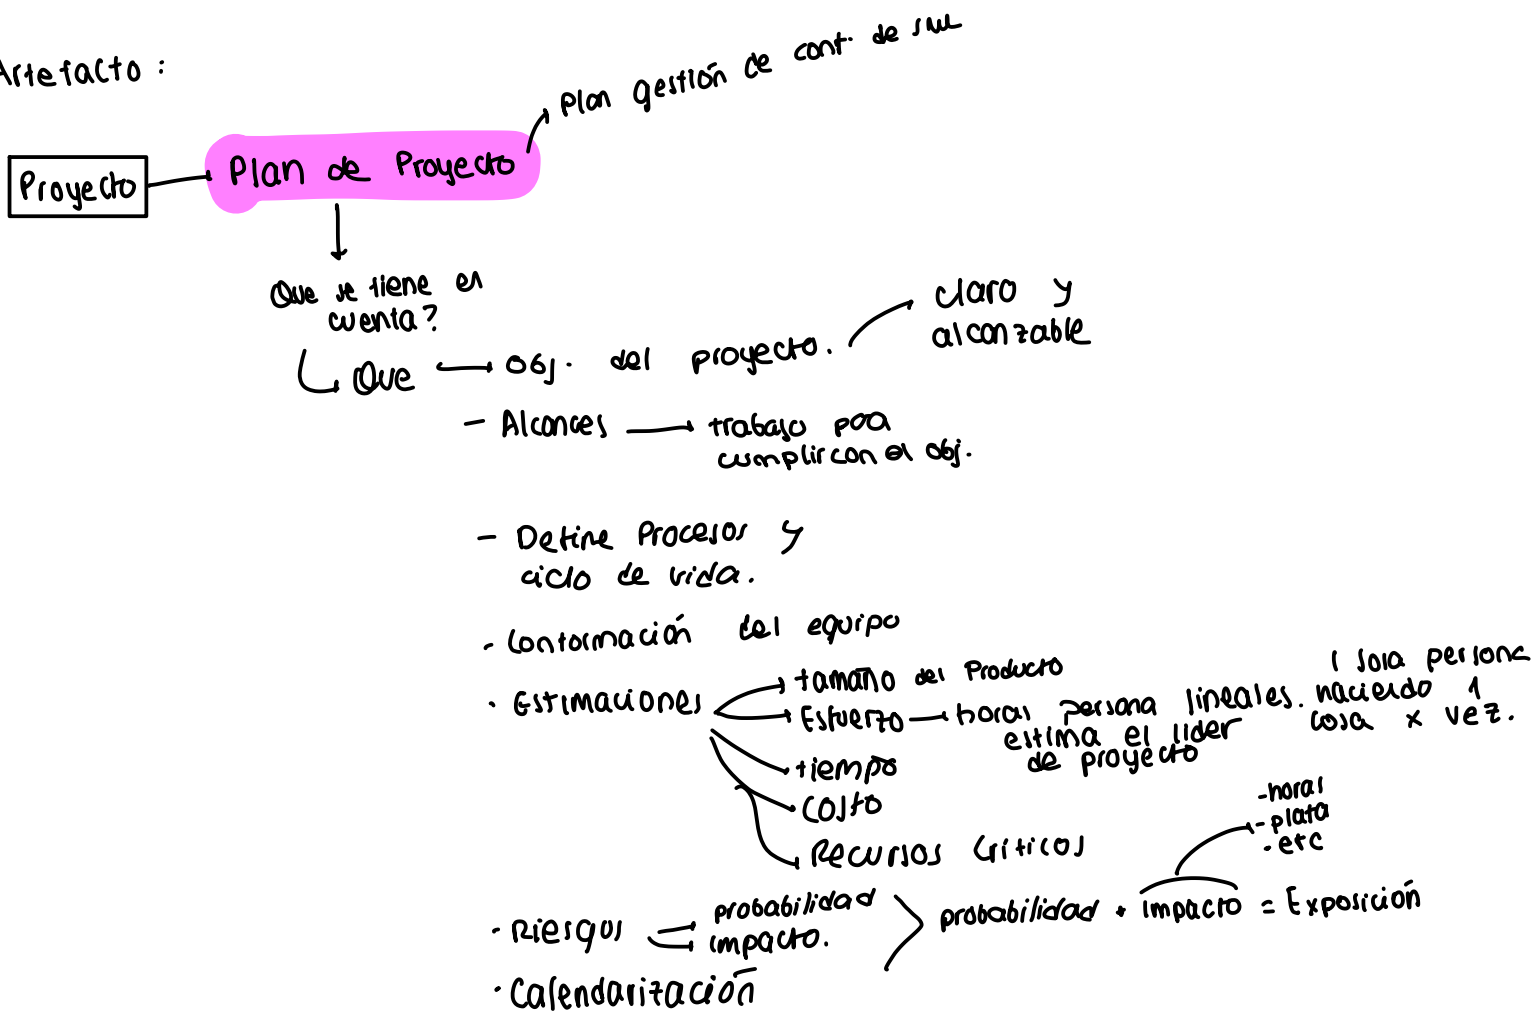 Artefacto :
Plan gestión de conf. de sw
Proyecto
Plan de Proyecto
Que se tiene en
cuenta?
Que
obj. del proyecto.
claro y
alcanzable
- Alcances
trabajo para
cumplir con el obj.
- Define Procesos y
ciclo de vida.
· Conformación del equipo
· Estimaciones
tamaño del Producto
Esfuerzo
horas persona lineales.
1 sola persona
haciendo 1
cosa x vez.
estima el lider
de proyecto
tiempo
costo
Recursos Críticos
- horas
- plata
- etc
· Riesgos
probabilidad
impacto.
probabilidad * impacto = Exposición
· Calendarización